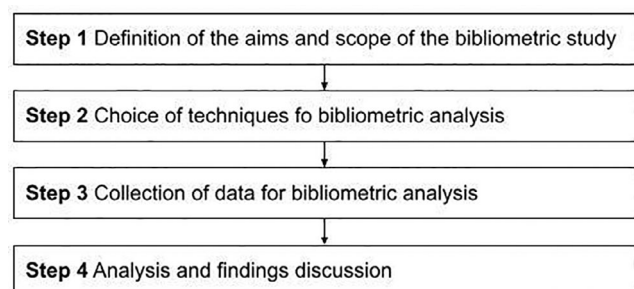 Step 1 Definition of the aims and scope of the bibliometric study
Step 2 Choice of techniques fo bibliometric analysis
Step 3 Collection of data for bibliometric analysis
Step 4 Analysis and findings discussion